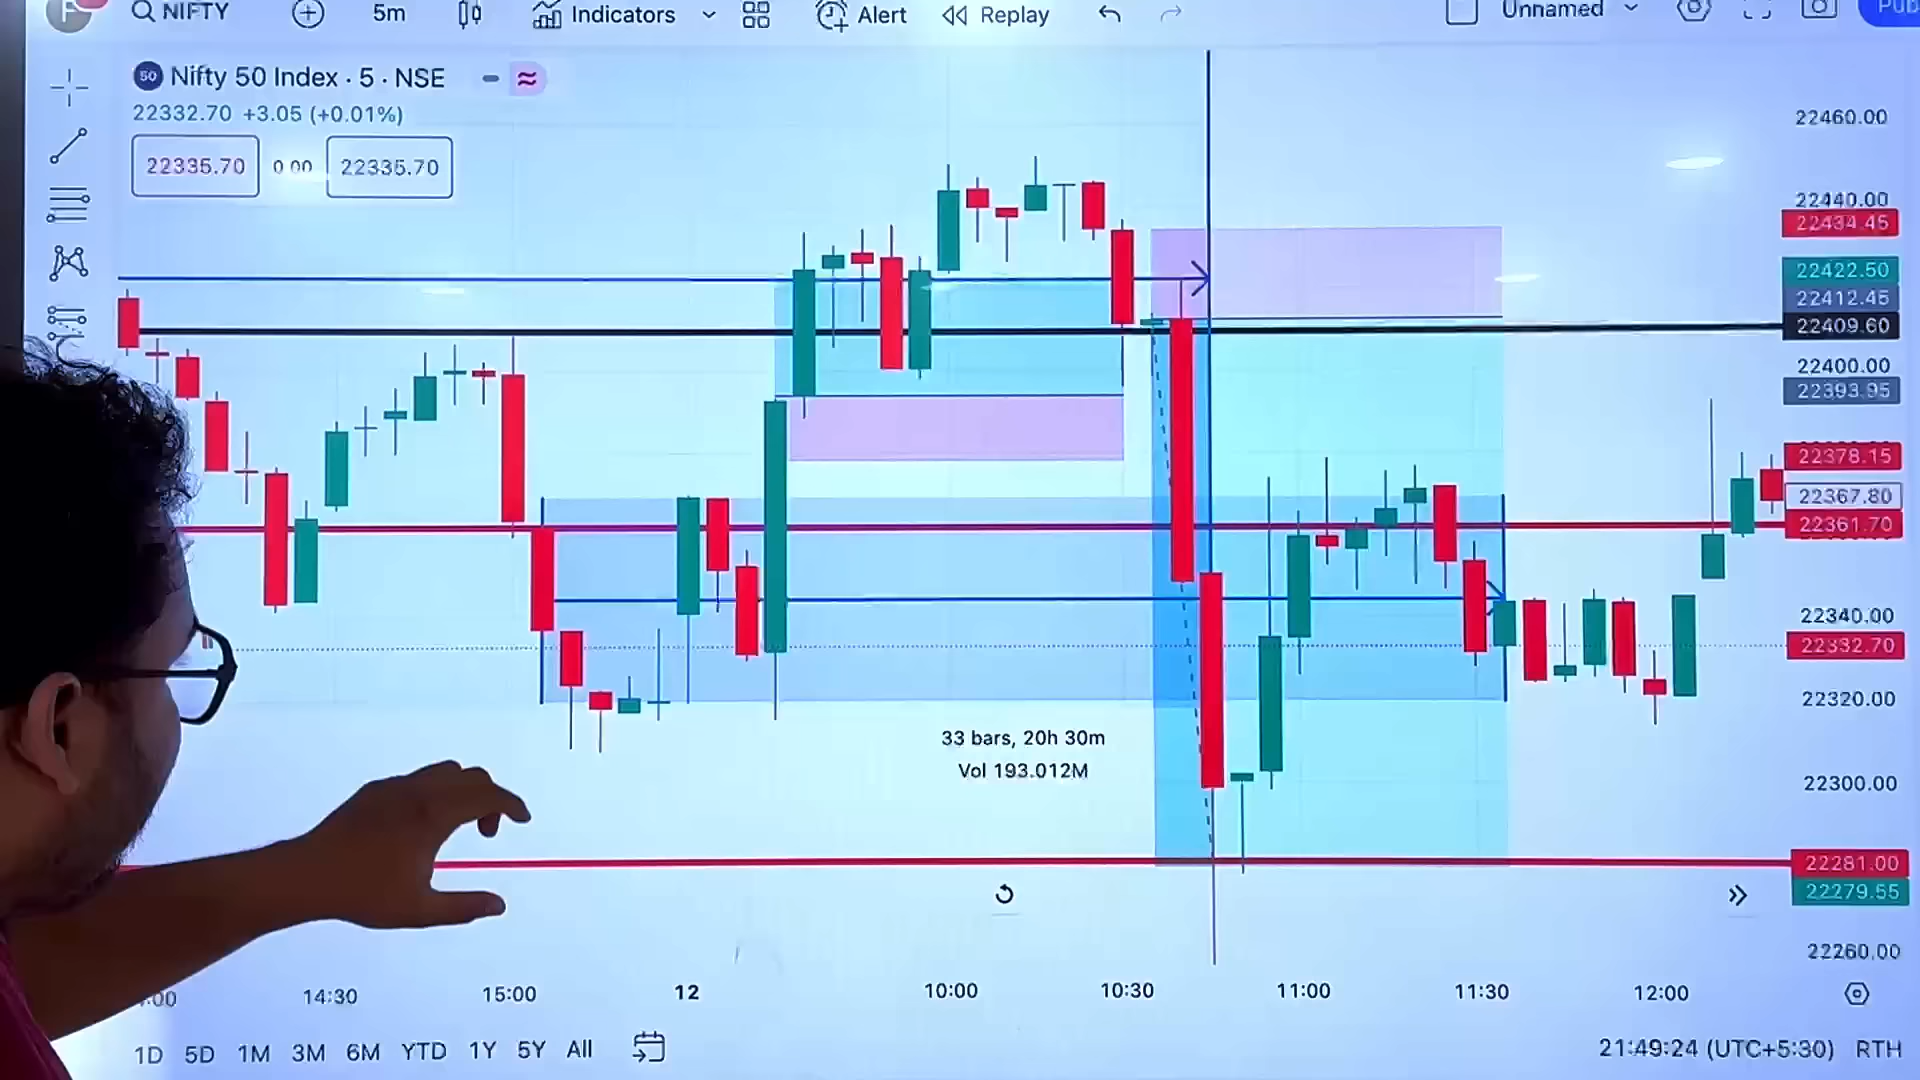 NIFTY 5m Indicators Alert Replay Unnamed Pub
50 Nifty 50 Index · 5 · NSE
22332.70 +3.05 (+0.01%)
22335.70 0.00 22335.70
22460.00
22440.00
22434.45
22422.50
22412.45
22409.60
22400.00
22393.95
22378.15
22367.80
22361.70
22340.00
22332.70
22320.00
22300.00
22281.00
22279.55
22260.00
33 bars, 20h 30m
Vol 193.012M
:00 14:30 15:00 12 10:00 10:30 11:00 11:30 12:00
1D 5D 1M 3M 6M YTD 1Y 5Y All 21:49:24 (UTC+5:30) RTH